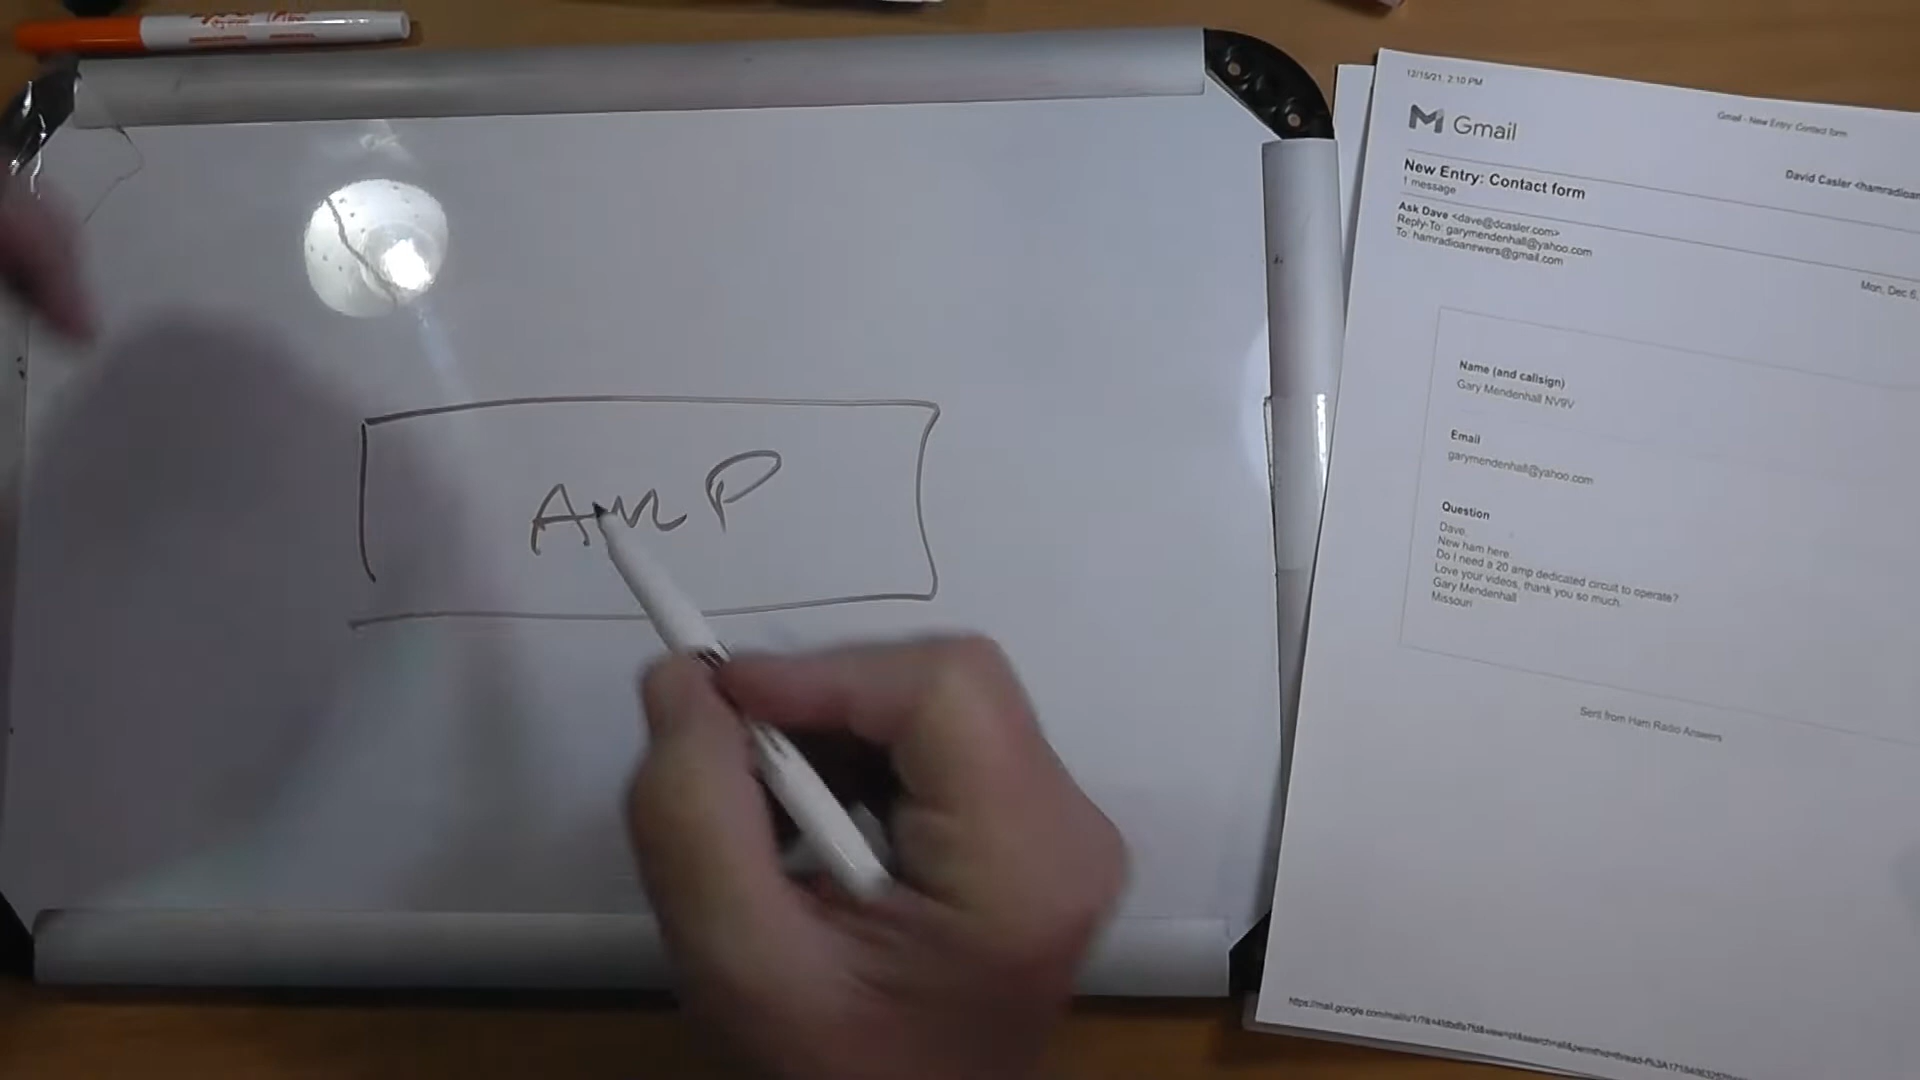 AMP
12/15/21, 2:10 PM
Gmail - New Entry: Contact form
Gmail
David Casler <hamradioan
New Entry: Contact form
1 message
Ask Dave <dave@dcasler.com>
Reply-To: garymendenhall@yahoo.com
To: hamradioanswers@gmail.com
Mon, Dec 6,
Name (and callsign)
Gary Mendenhall NV9V
Email
garymendenhall@yahoo.com
Question
Dave,
New ham here.
Do I need a 20 amp dedicated circuit to operate?
Love your videos, thank you so much.
Gary Mendenhall
Missouri
Sent from Ham Radio Answers